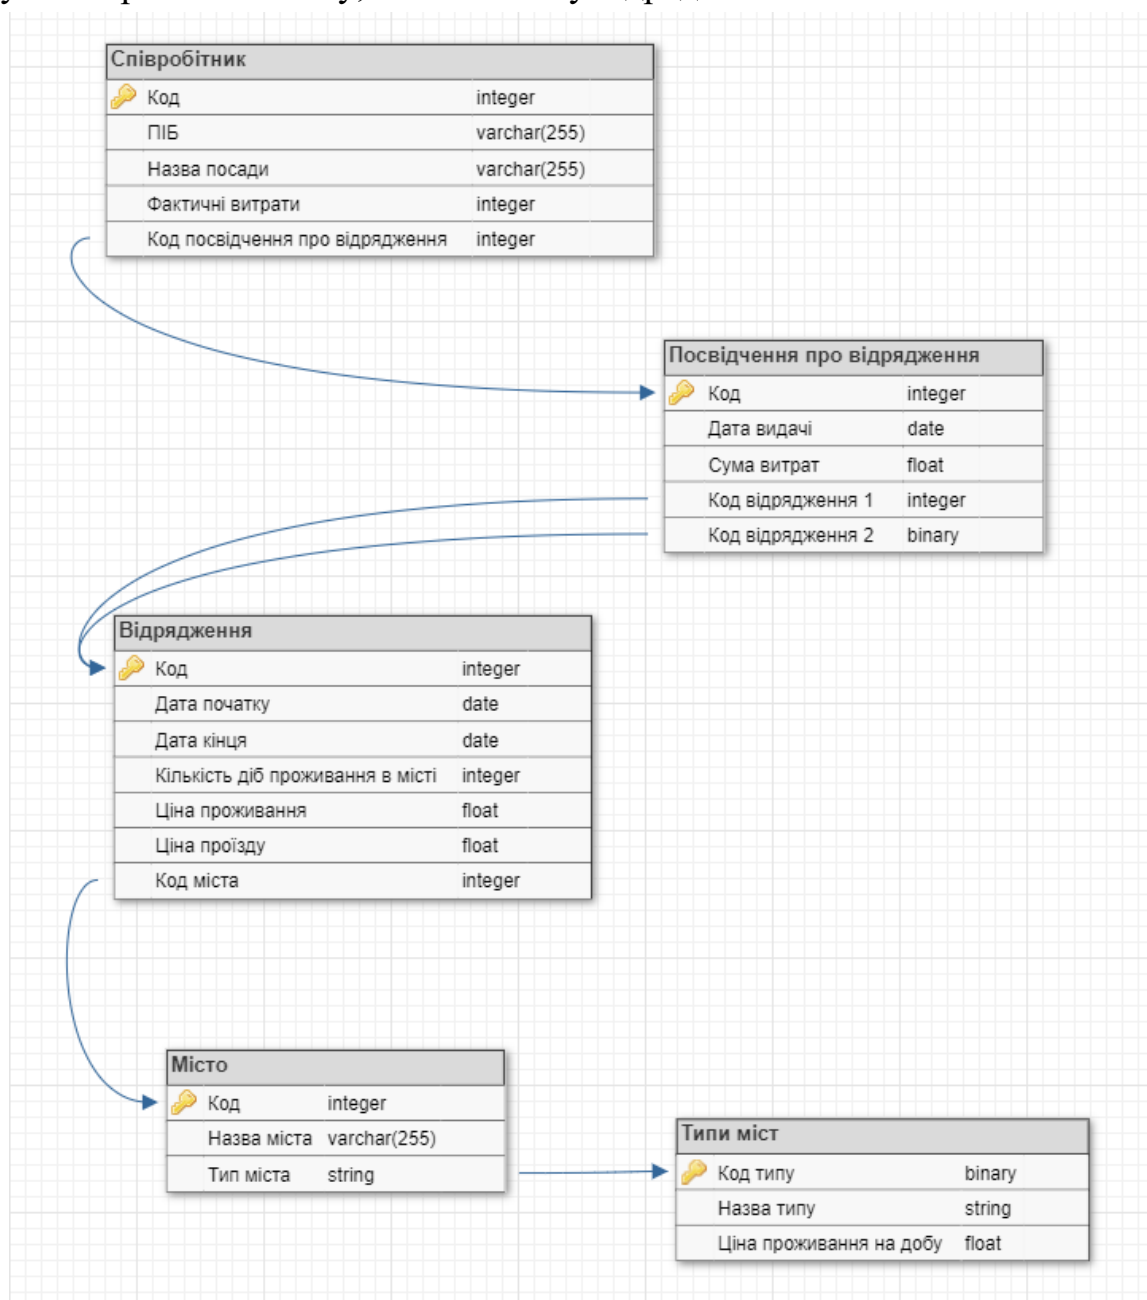 Співробітник
Код integer
ПІБ varchar(255)
Назва посади varchar(255)
Фактичні витрати integer
Код посвідчення про відрядження integer
Посвідчення про відрядження
Код integer
Дата видачі date
Сума витрат float
Код відрядження 1 integer
Код відрядження 2 binary
Відрядження
Код integer
Дата початку date
Дата кінця date
Кількість діб проживання в місті integer
Ціна проживання float
Ціна проїзду float
Код міста integer
Місто
Код integer
Назва міста varchar(255)
Тип міста string
Типи міст
Код типу binary
Назва типу string
Ціна проживання на добу float